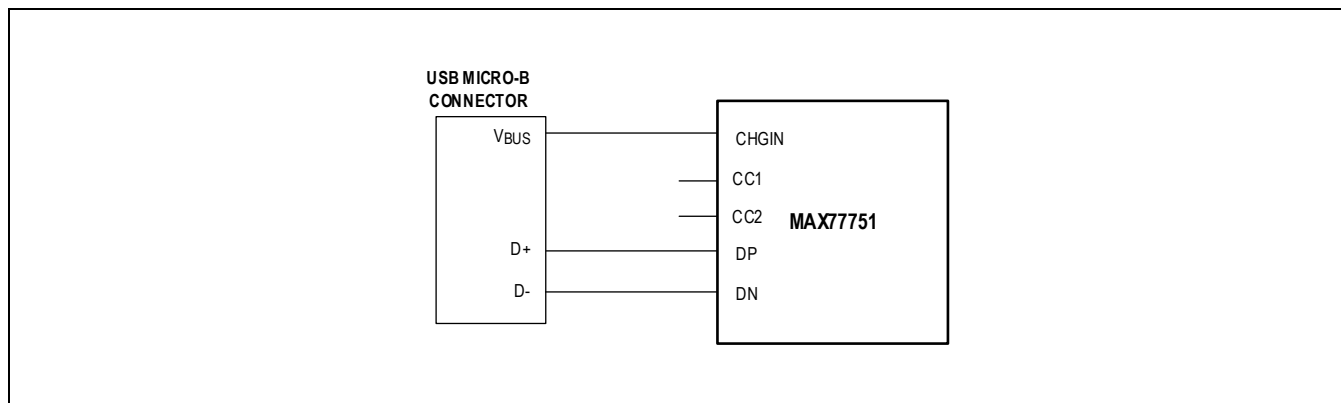 USB MICRO-B
CONNECTOR
VBUS
D+
D-
CHGIN
CC1
CC2
MAX77751
DP
DN